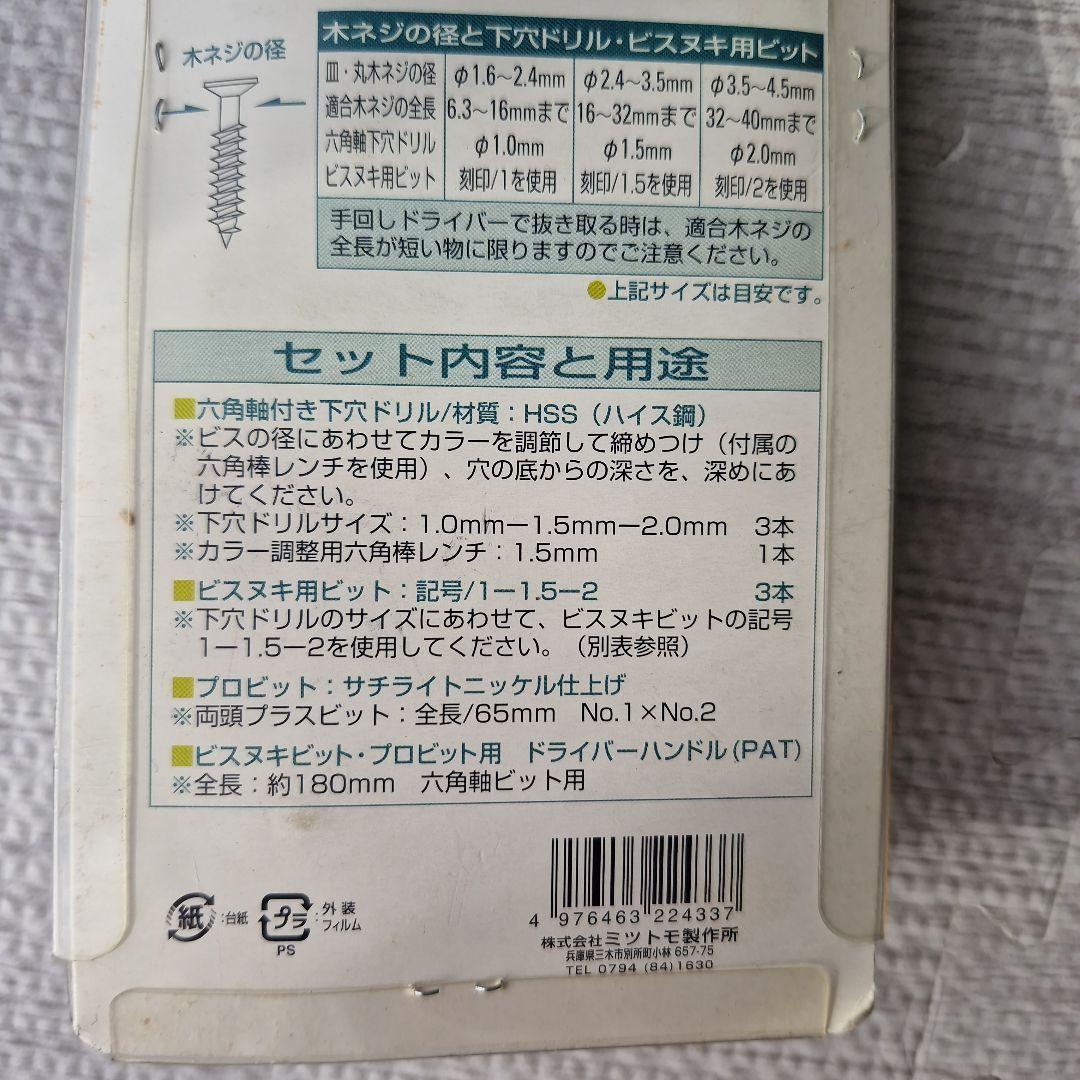 木ネジの径
木ネジの径と下穴ドリル・ビスヌキ用ビット
皿・丸木ネジの径 φ1.6~2.4mm φ2.4~3.5mm φ3.5~4.5mm
適合木ネジの全長 6.3~16mmまで 16~32mmまで 32~40mmまで
六角軸下穴ドリル φ1.0mm φ1.5mm φ2.0mm
ビスヌキ用ビット 刻印/1を使用 刻印/1.5を使用 刻印/2を使用
手回しドライバーで抜き取る時は、適合木ネジの
全長が短い物に限りますのでご注意ください。
●上記サイズは目安です。
セット内容と用途
■六角軸付き下穴ドリル/材質:HSS(ハイス鋼)
※ビスの径にあわせてカラーを調節して締めつけ(付属の
六角棒レンチを使用)、穴の底からの深さを、深めにあ
けてください。
※下穴ドリルサイズ:1.0mmー1.5mmー2.0mm 3本
※カラー調整用六角棒レンチ:1.5mm 1本
■ビスヌキ用ビット:記号/1ー1.5ー2 3本
※下穴ドリルのサイズにあわせて、ビスヌキビットの記号
1ー1.5ー2を使用してください。(別表参照)
■プロビット:サチライトニッケル仕上げ
※両頭プラスビット:全長/65mm No.1×No.2
■ビスヌキビット・プロビット用 ドライバーハンドル(PAT)
※全長:約180mm 六角軸ビット用
紙 :台紙
プラ :外装
フィルム
PS
4 976463 224337
株式会社ミツトモ製作所
兵庫県三木市別所町小林 657-75
TEL 0794 (84) 1630